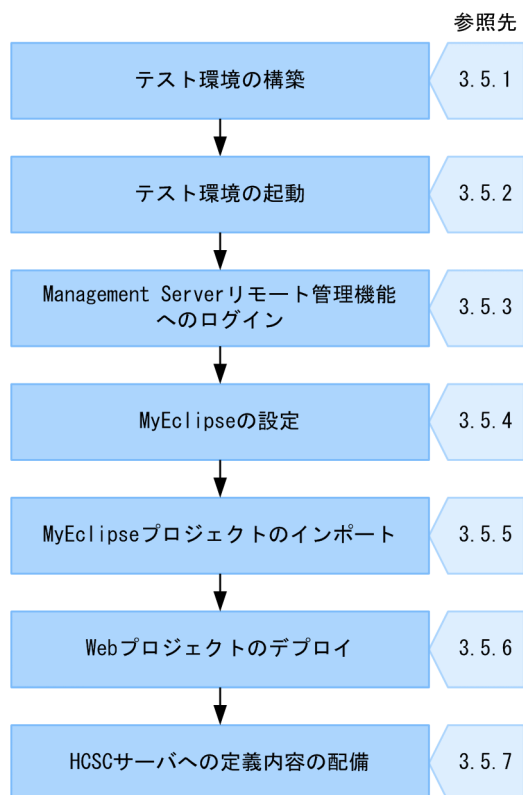 参照先
テスト環境の構築
3.5.1
テスト環境の起動
3.5.2
Management Serverリモート管理機能
へのログイン
3.5.3
MyEclipseの設定
3.5.4
MyEclipseプロジェクトのインポート
3.5.5
Webプロジェクトのデプロイ
3.5.6
HCSCサーバへの定義内容の配備
3.5.7